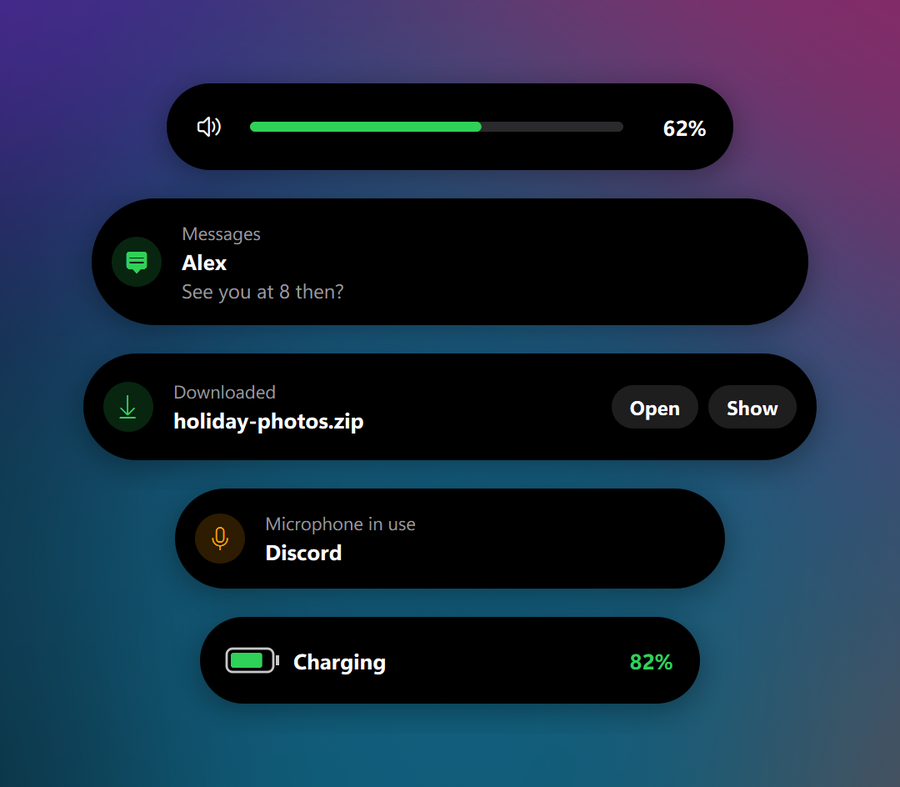 62%
Messages
Alex
See you at 8 then?
Downloaded
holiday-photos.zip
Open
Show
Microphone in use
Discord
Charging
82%